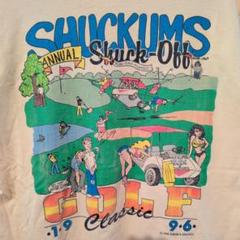 SHUCKUMS
ANNUAL
Shuck-Off
GOLF
Classic
·19
96·